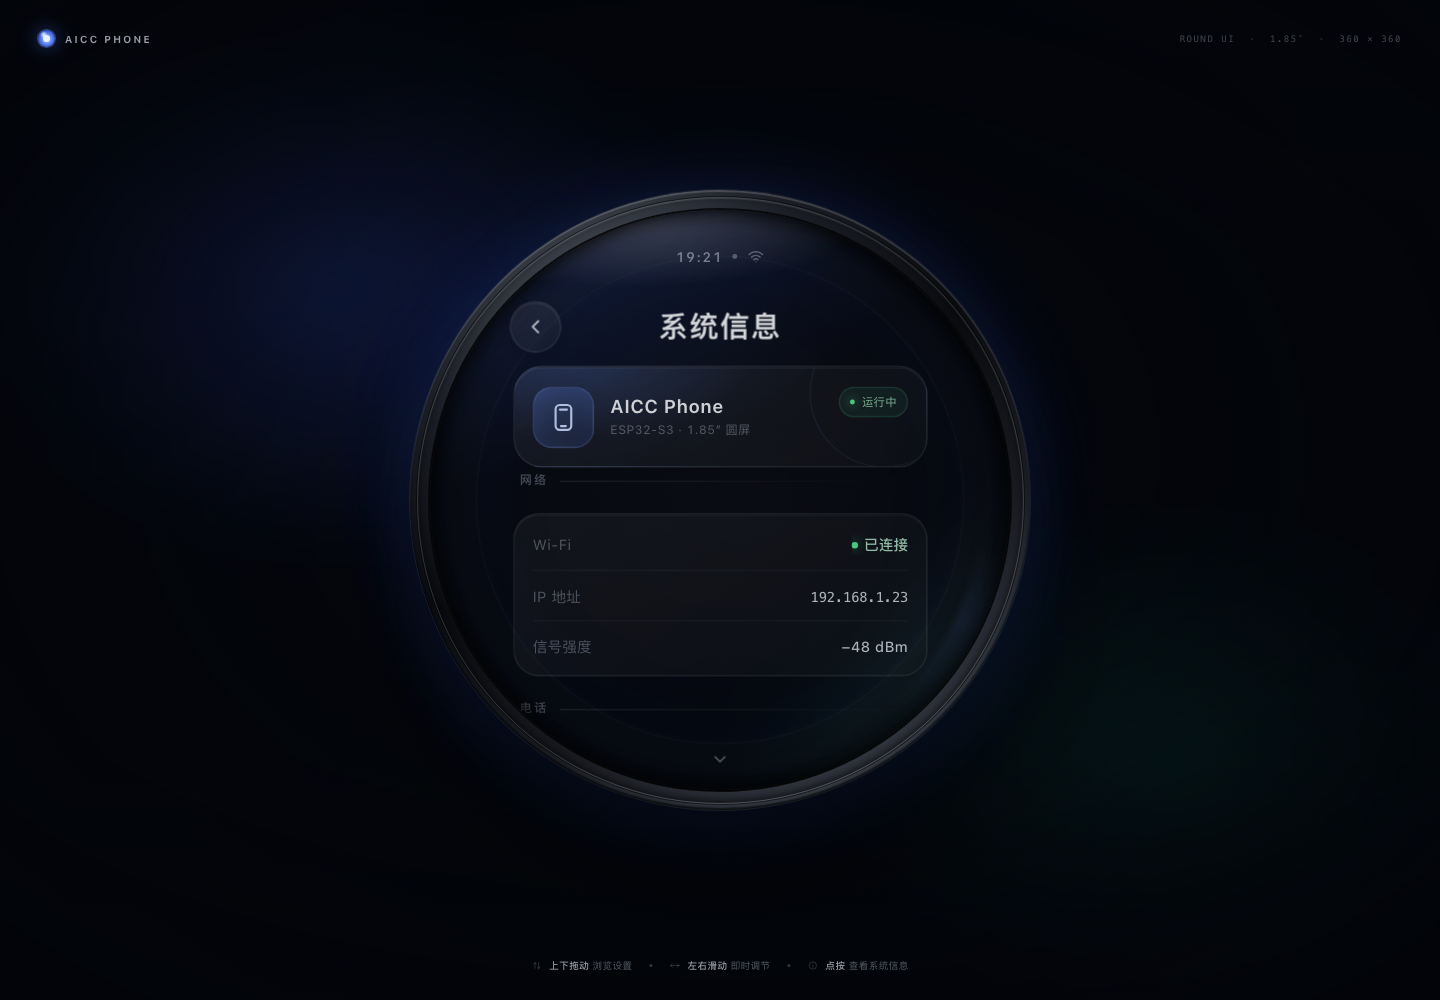 AICC PHONE
ROUND UI · 1.85″ · 360 × 360
19:21
系统信息
AICC Phone
ESP32-S3 · 1.85″ 圆屏
运行中
网络
Wi-Fi
已连接
IP 地址
192.168.1.23
信号强度
−48 dBm
电话
上下拖动 浏览设置 • 左右滑动 即时调节 • 点按 查看系统信息